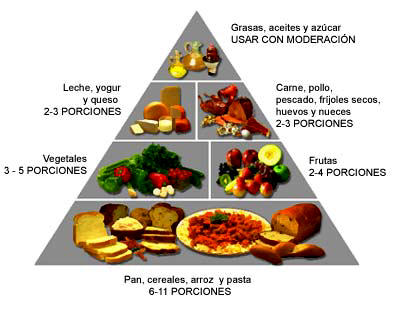 Grasas, aceites y azúcar
USAR CON MODERACIÓN
Leche, yogur
y queso
2-3 PORCIONES
Carne, pollo,
pescado, frijoles secos,
huevos y nueces
2-3 PORCIONES
Vegetales
3 - 5 PORCIONES
Frutas
2-4 PORCIONES
Pan, cereales, arroz y pasta
6-11 PORCIONES